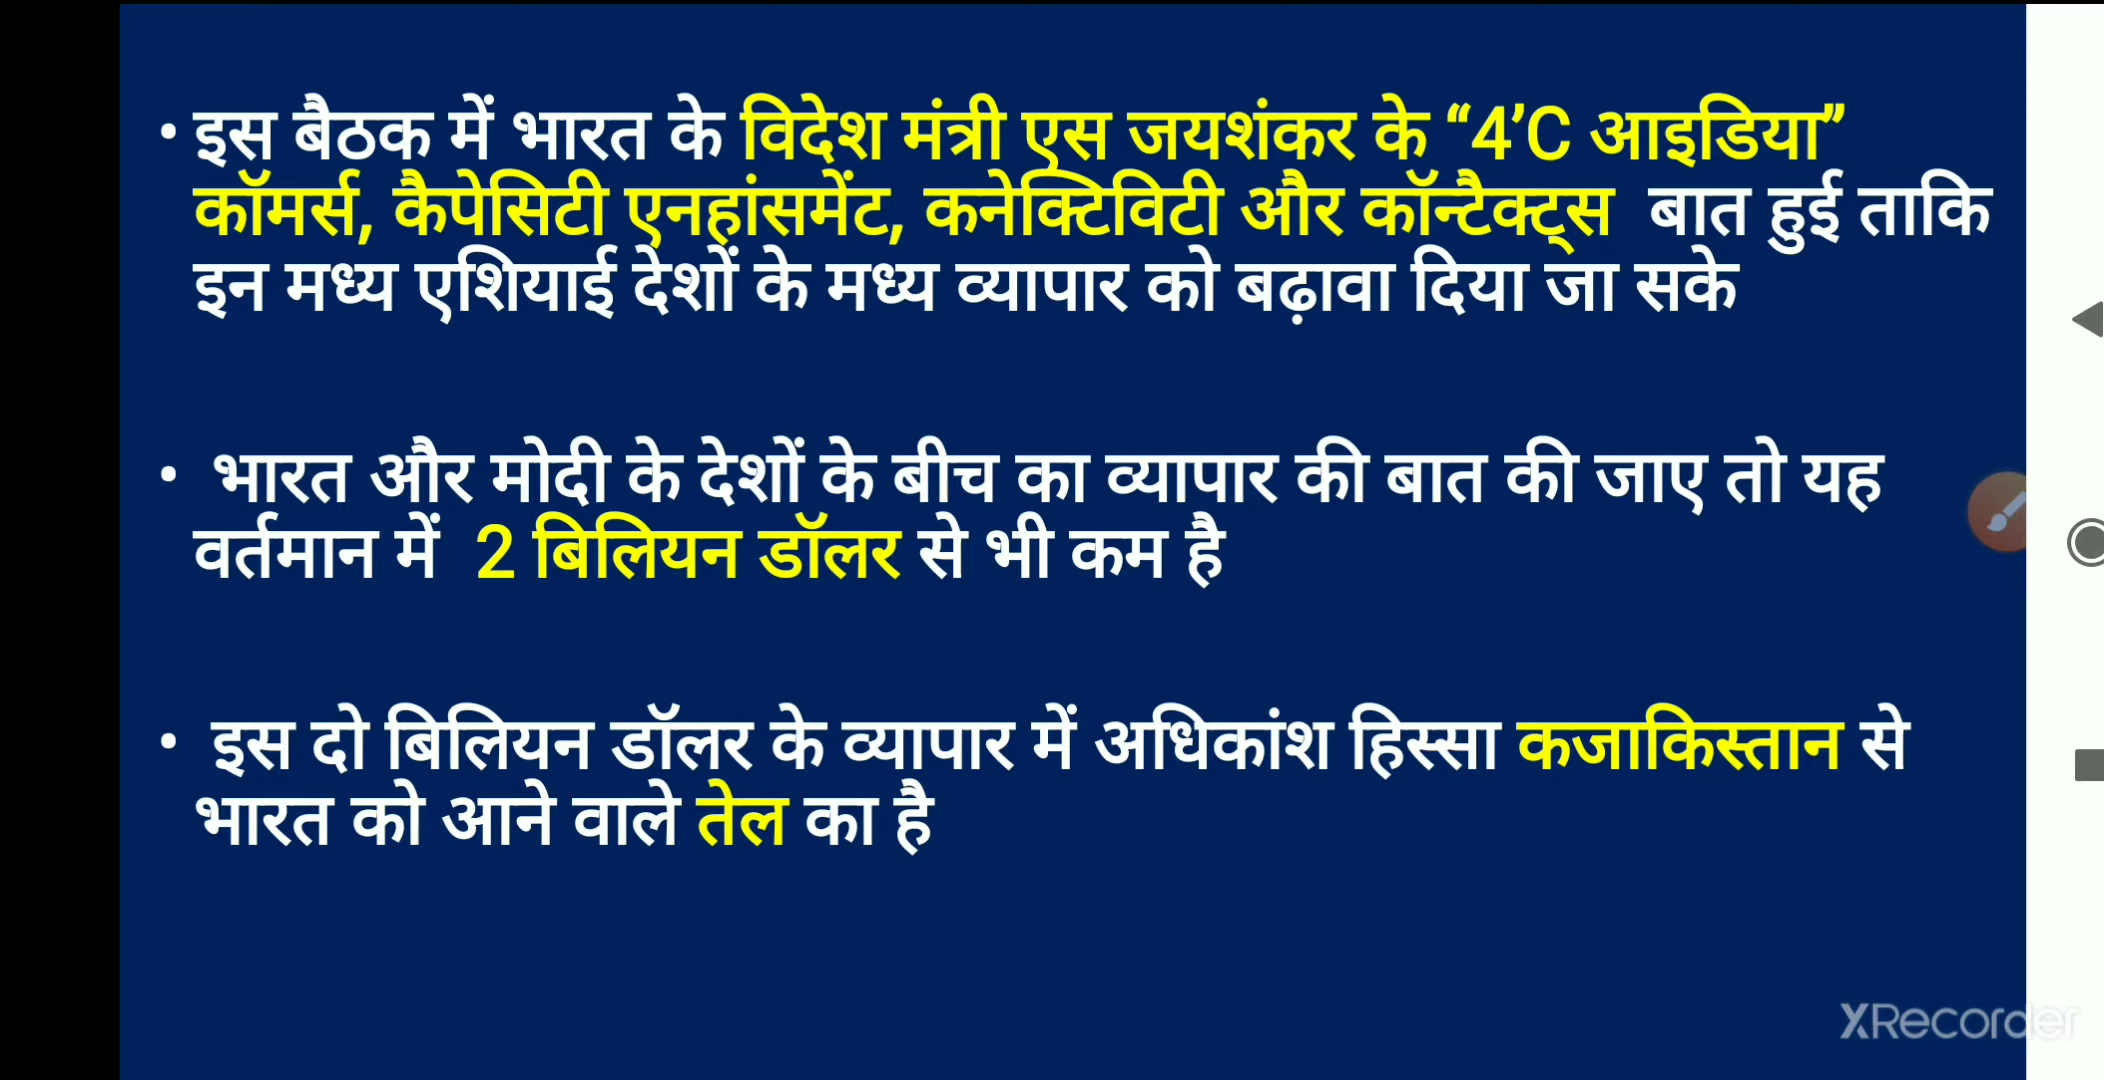 • इस बैठक में भारत के विदेश मंत्री एस जयशंकर के “4’C आइडिया”
कॉमर्स, कैपेसिटी एनहांसमेंट, कनेक्टिविटी और कॉन्टैक्ट्स बात हुई ताकि
इन मध्य एशियाई देशों के मध्य व्यापार को बढ़ावा दिया जा सके
• भारत और मोदी के देशों के बीच का व्यापार की बात की जाए तो यह
वर्तमान में 2 बिलियन डॉलर से भी कम है
• इस दो बिलियन डॉलर के व्यापार में अधिकांश हिस्सा कजाकिस्तान से
भारत को आने वाले तेल का है
XRecorder